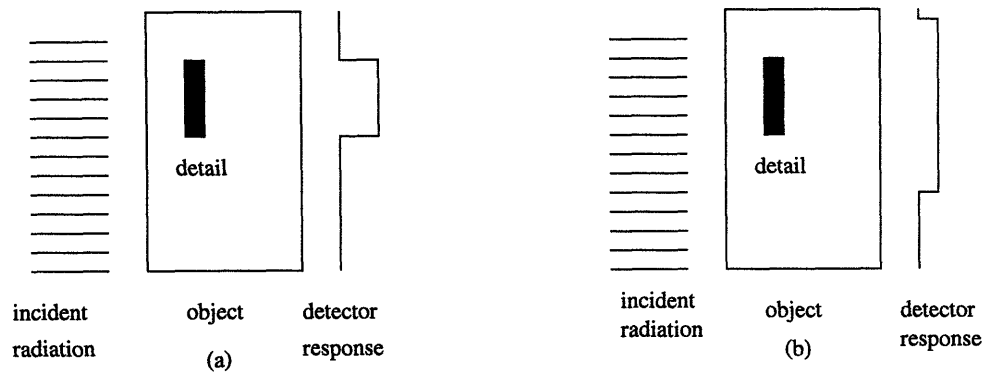 detail
incident
radiation
object
detector
response
(a)
detail
incident
radiation
object
detector
response
(b)